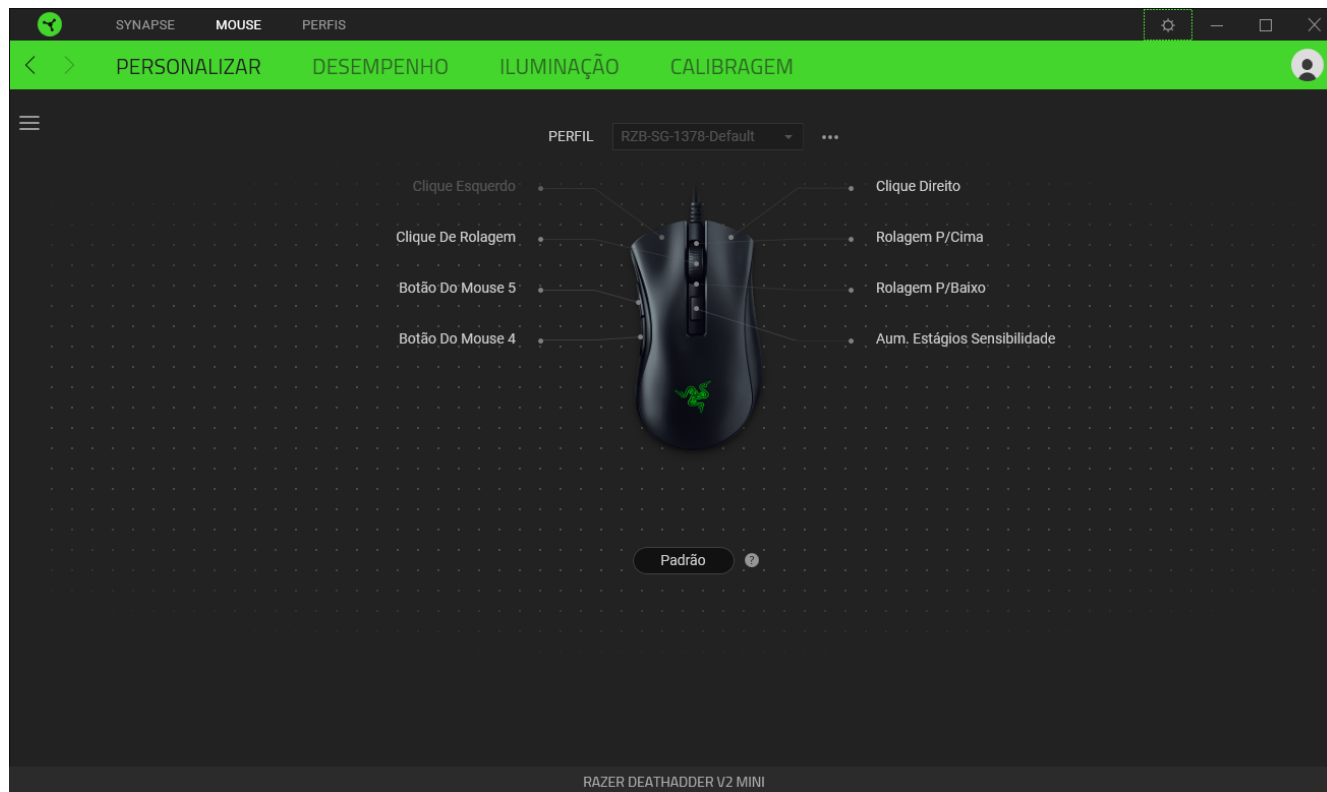 SYNAPSE MOUSE PERFIS
PERSONALIZAR DESEMPENHO ILUMINAÇÃO CALIBRAGEM
PERFIL RZB-SG-1378-Default
Clique Esquerdo Clique Direito
Clique De Rolagem Rolagem P/Cima
Botão Do Mouse 5 Rolagem P/Baixo
Botão Do Mouse 4 Aum. Estágios Sensibilidade
Padrão ?
RAZER DEATHADDER V2 MINI